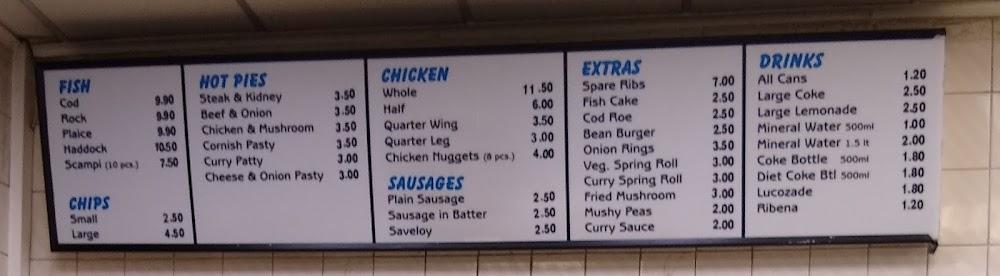 FISH
Cod 9.90
Rock 9.90
Plaice 9.90
Haddock 10.50
Scampi (10 pcs.) 7.50
CHIPS
Small 2.50
Large 4.50
HOT PIES
Steak & Kidney 3.50
Beef & Onion 3.50
Chicken & Mushroom 3.50
Cornish Pasty 3.50
Curry Patty 3.00
Cheese & Onion Pasty 3.00
CHICKEN
Whole 11.50
Half 6.00
Quarter Wing 3.50
Quarter Leg 3.00
Chicken Nuggets (8 pcs.) 4.00
SAUSAGES
Plain Sausage 2.50
Sausage in Batter 2.50
Saveloy 2.50
EXTRAS
Spare Ribs 7.00
Fish Cake 2.50
Cod Roe 2.50
Bean Burger 2.50
Onion Rings 3.50
Veg. Spring Roll 3.00
Curry Spring Roll 3.00
Fried Mushroom 3.00
Mushy Peas 2.00
Curry Sauce 2.00
DRINKS
All Cans 1.20
Large Coke 2.50
Large Lemonade 2.50
Mineral Water 500ml 1.00
Mineral Water 1.5 lt 2.00
Coke Bottle 500ml 1.80
Diet Coke Btl 500ml 1.80
Lucozade 1.80
Ribena 1.20